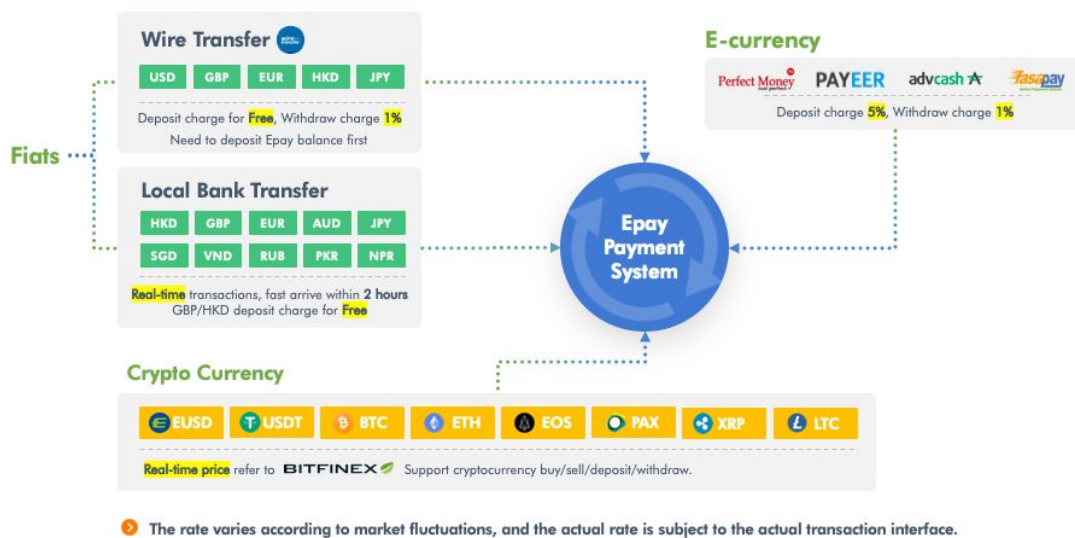 Wire Transfer
USD GBP EUR HKD JPY
Deposit charge for Free, Withdraw charge 1%
Need to deposit Epay balance first
Fiats
Local Bank Transfer
HKD GBP EUR AUD JPY
SGD VND RUB PKR NPR
Real-time transactions, fast arrive within 2 hours
GBP/HKD deposit charge for Free
E-currency
Perfect Money PAYEER advcash fasapay
Deposit charge 5%, Withdraw charge 1%
Epay
Payment
System
Crypto Currency
EUSD USDT BTC ETH EOS PAX XRP LTC
Real-time price refer to BITFINEX Support cryptocurrency buy/sell/deposit/withdraw.
The rate varies according to market fluctuations, and the actual rate is subject to the actual transaction interface.